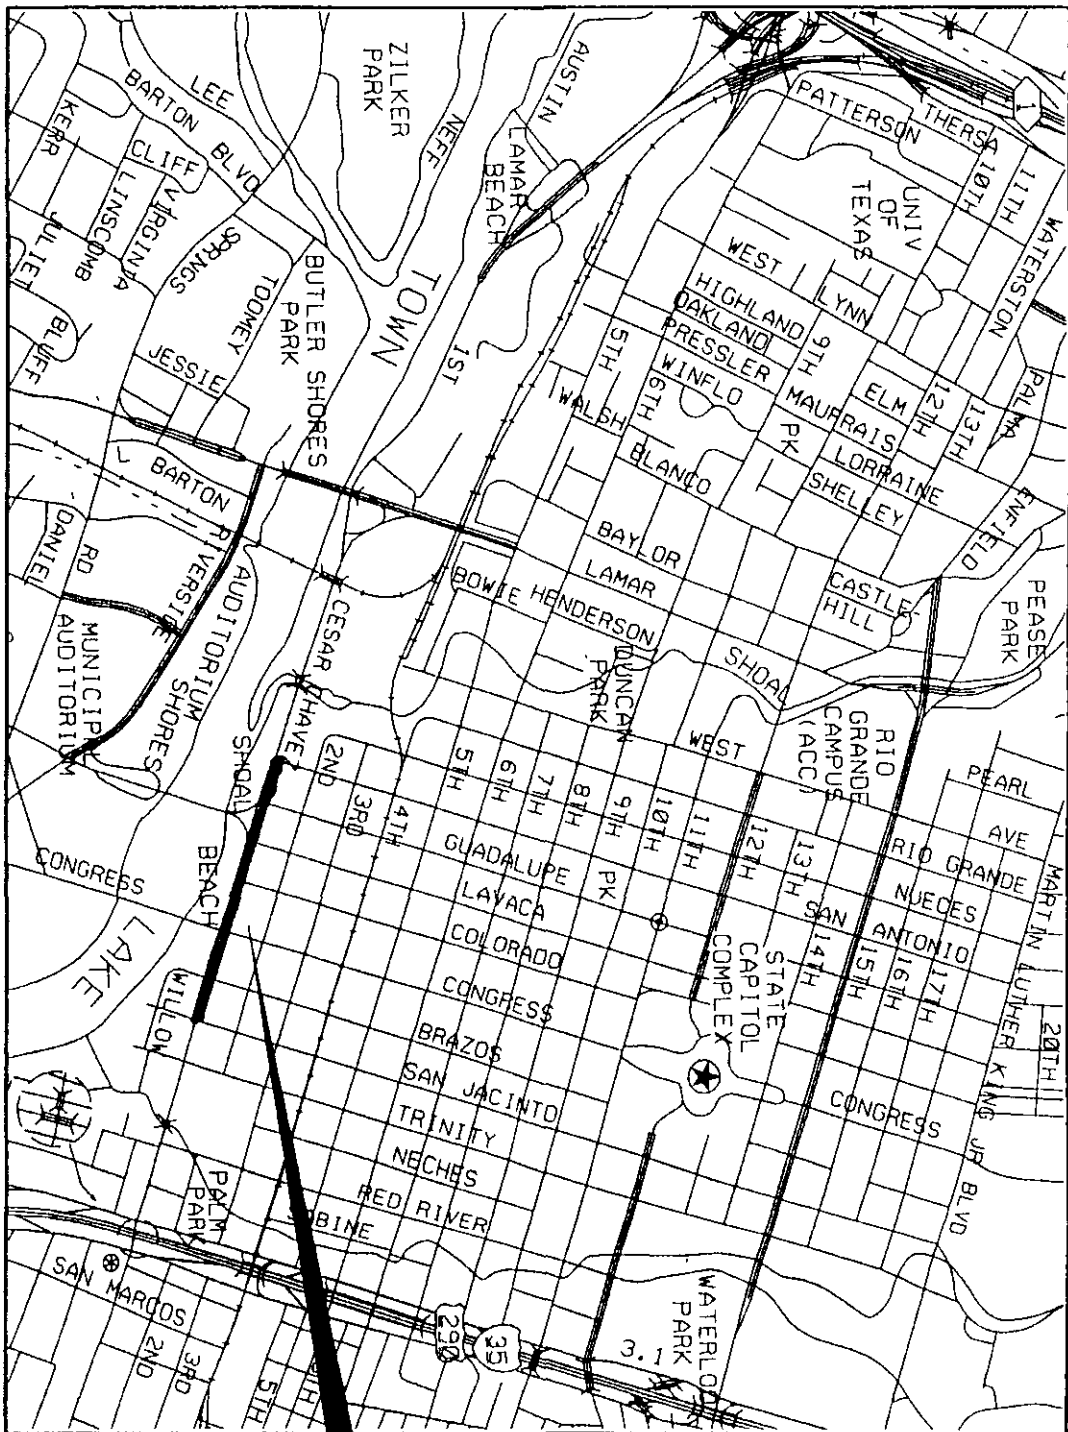 ZILKER
PARK
AUSTIN
LEE
BARTON
BLVD
NEFF
LAMAR
BEACH
KERR
CLIFF
VIRGINIA
LINSCOMB
JULIET
BLUFF
SPRINGS
TOOMEY
JESSIE
BUTLER SHORES
PARK
TOWN
1ST
PATTERSON
THERSA
1
10TH
11TH
WATERSTON
UNIV
OF
TEXAS
WEST
LYNN
HIGHLAND
OAKLAND
PRESSLER
WINFLO
9TH
5TH
6TH
WALSH
BLANCO
MAUFRAIS
PK
ELM
12TH
13TH
PALMA
LORRAINE
SHELLEY
ENFIELD
BAYLOR
LAMAR
CASTLE-
HILL
PEASE
PARK
BOWIE
HENDERSON
DUNCAN
PARK
SHOAL
L BARTON
RIVERSIDE
DANIEL
RD
AUDITORIUM
SHORES
MUNICIPAL
AUDITORIUM
CESAR CHAVEZ
SHOAL
BEACH
2ND
3RD
4TH
5TH
6TH
7TH
8TH
9TH
10TH
11TH
12TH
13TH
14TH
15TH
16TH
17TH
WEST
RIO
GRANDE
CAMPUS
(ACC)
PEARL
AVE
RIO GRANDE
NUECES
SAN ANTONIO
MARTIN LUTHER KING JR BLVD
20TH
GUADALUPE
PK
LAVACA
COLORADO
CONGRESS
BRAZOS
SAN JACINTO
TRINITY
NECHES
RED RIVER
STATE
CAPITOL
COMPLEX
CONGRESS
CONGRESS
LAKE
WILLOW
PALM
PARK
SAN MARCOS
2ND
3RD
5TH
290
35
3.1
WATERLOO
PARK